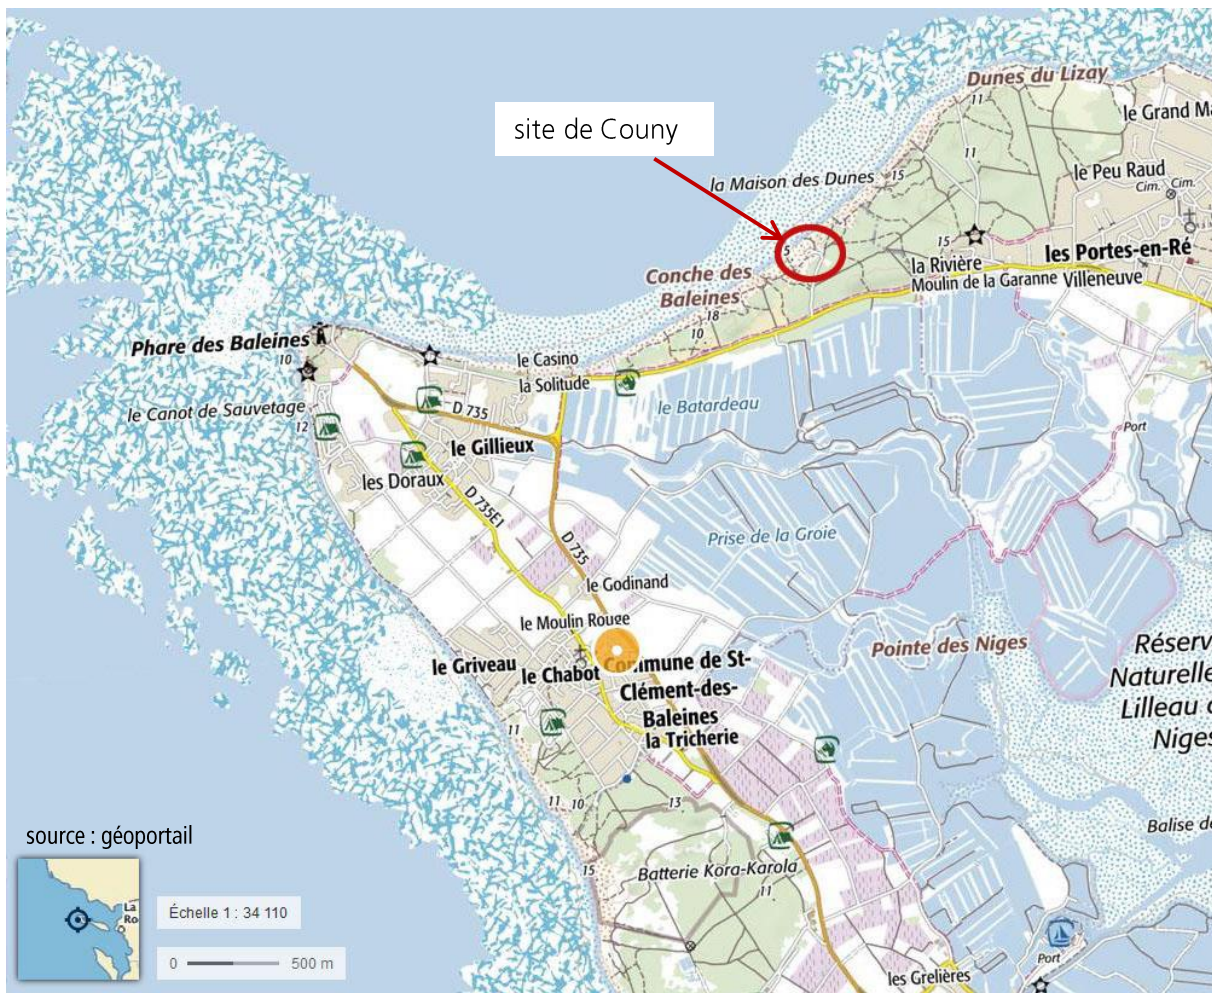 Dunes du Lizay
11
le Grand Ma
site de Couny
11
le Peu Raud
la Maison des Dunes
15
Cim.
Cim.
5
15
les Portes-en-Ré
la Rivière
Conche des
Baleines
Moulin de la Garanne
Villeneuve
18
10
Phare des Baleines
10
le Casino
la Solitude
le Canot de Sauvetage
12
D 735
le Batardeau
Port
le Gillieux
les Doraux
D 735E1
D 735
Prise de la Groie
le Godinand
le Moulin Rouge
Pointe des Niges
le Griveau
le Chabot
Commune de St-
Clément-des-
Baleines
la Tricherie
Réserv
Naturelle
Lilleau d
Niges
11
10
13
source : géoportail
Balise de
15
Batterie Kora-Karola
11
La
Ro
Échelle 1 : 34 110
0
500 m
Port
les Grelières